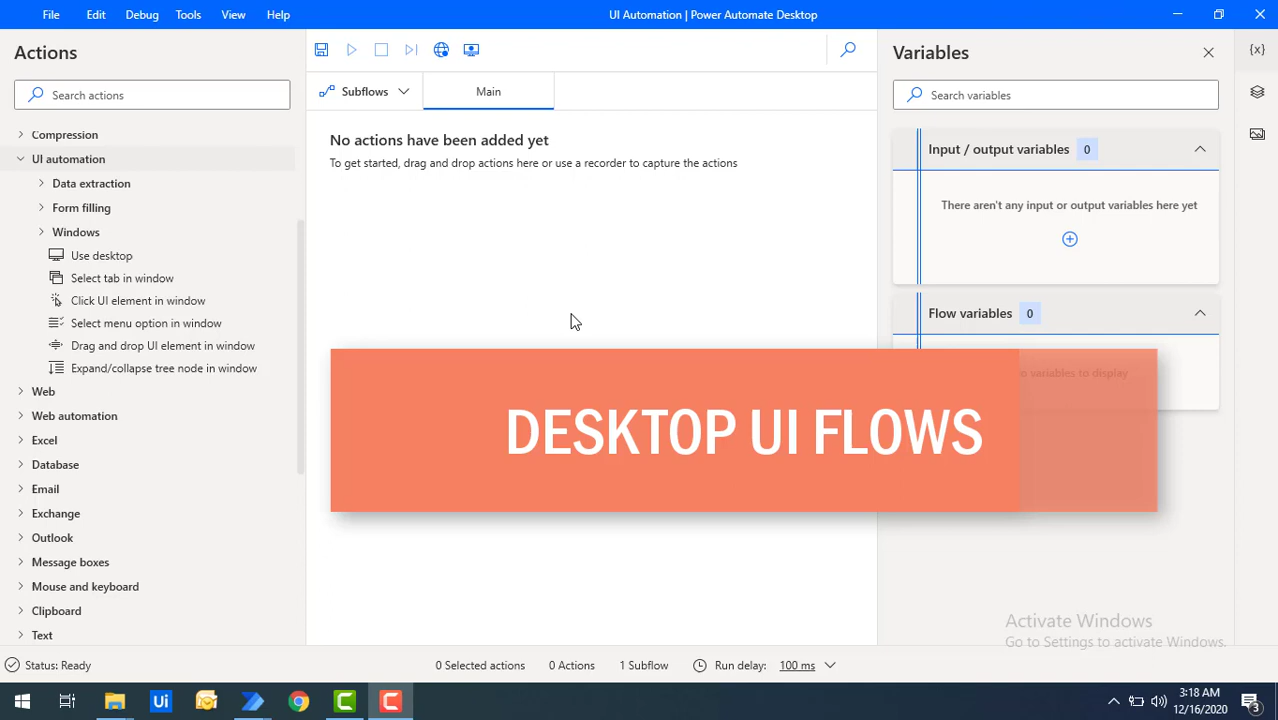 File Edit Debug Tools View Help
UI Automation | Power Automate Desktop
Actions
Search actions
Compression
UI automation
Data extraction
Form filling
Windows
Use desktop
Select tab in window
Click UI element in window
Select menu option in window
Drag and drop UI element in window
Expand/collapse tree node in window
Web
Web automation
Excel
Database
Email
Exchange
Outlook
Message boxes
Mouse and keyboard
Clipboard
Text
Subflows
Main
No actions have been added yet
To get started, drag and drop actions here or use a recorder to capture the actions
DESKTOP UI FLOWS
Variables
{x}
Search variables
Input / output variables 0
There aren't any input or output variables here yet
Flow variables 0
variables to display
Activate Windows
Go to Settings to activate Windows.
Status: Ready
0 Selected actions
0 Actions
1 Subflow
Run delay: 100 ms
Ui
3:18 AM
12/16/2020
3